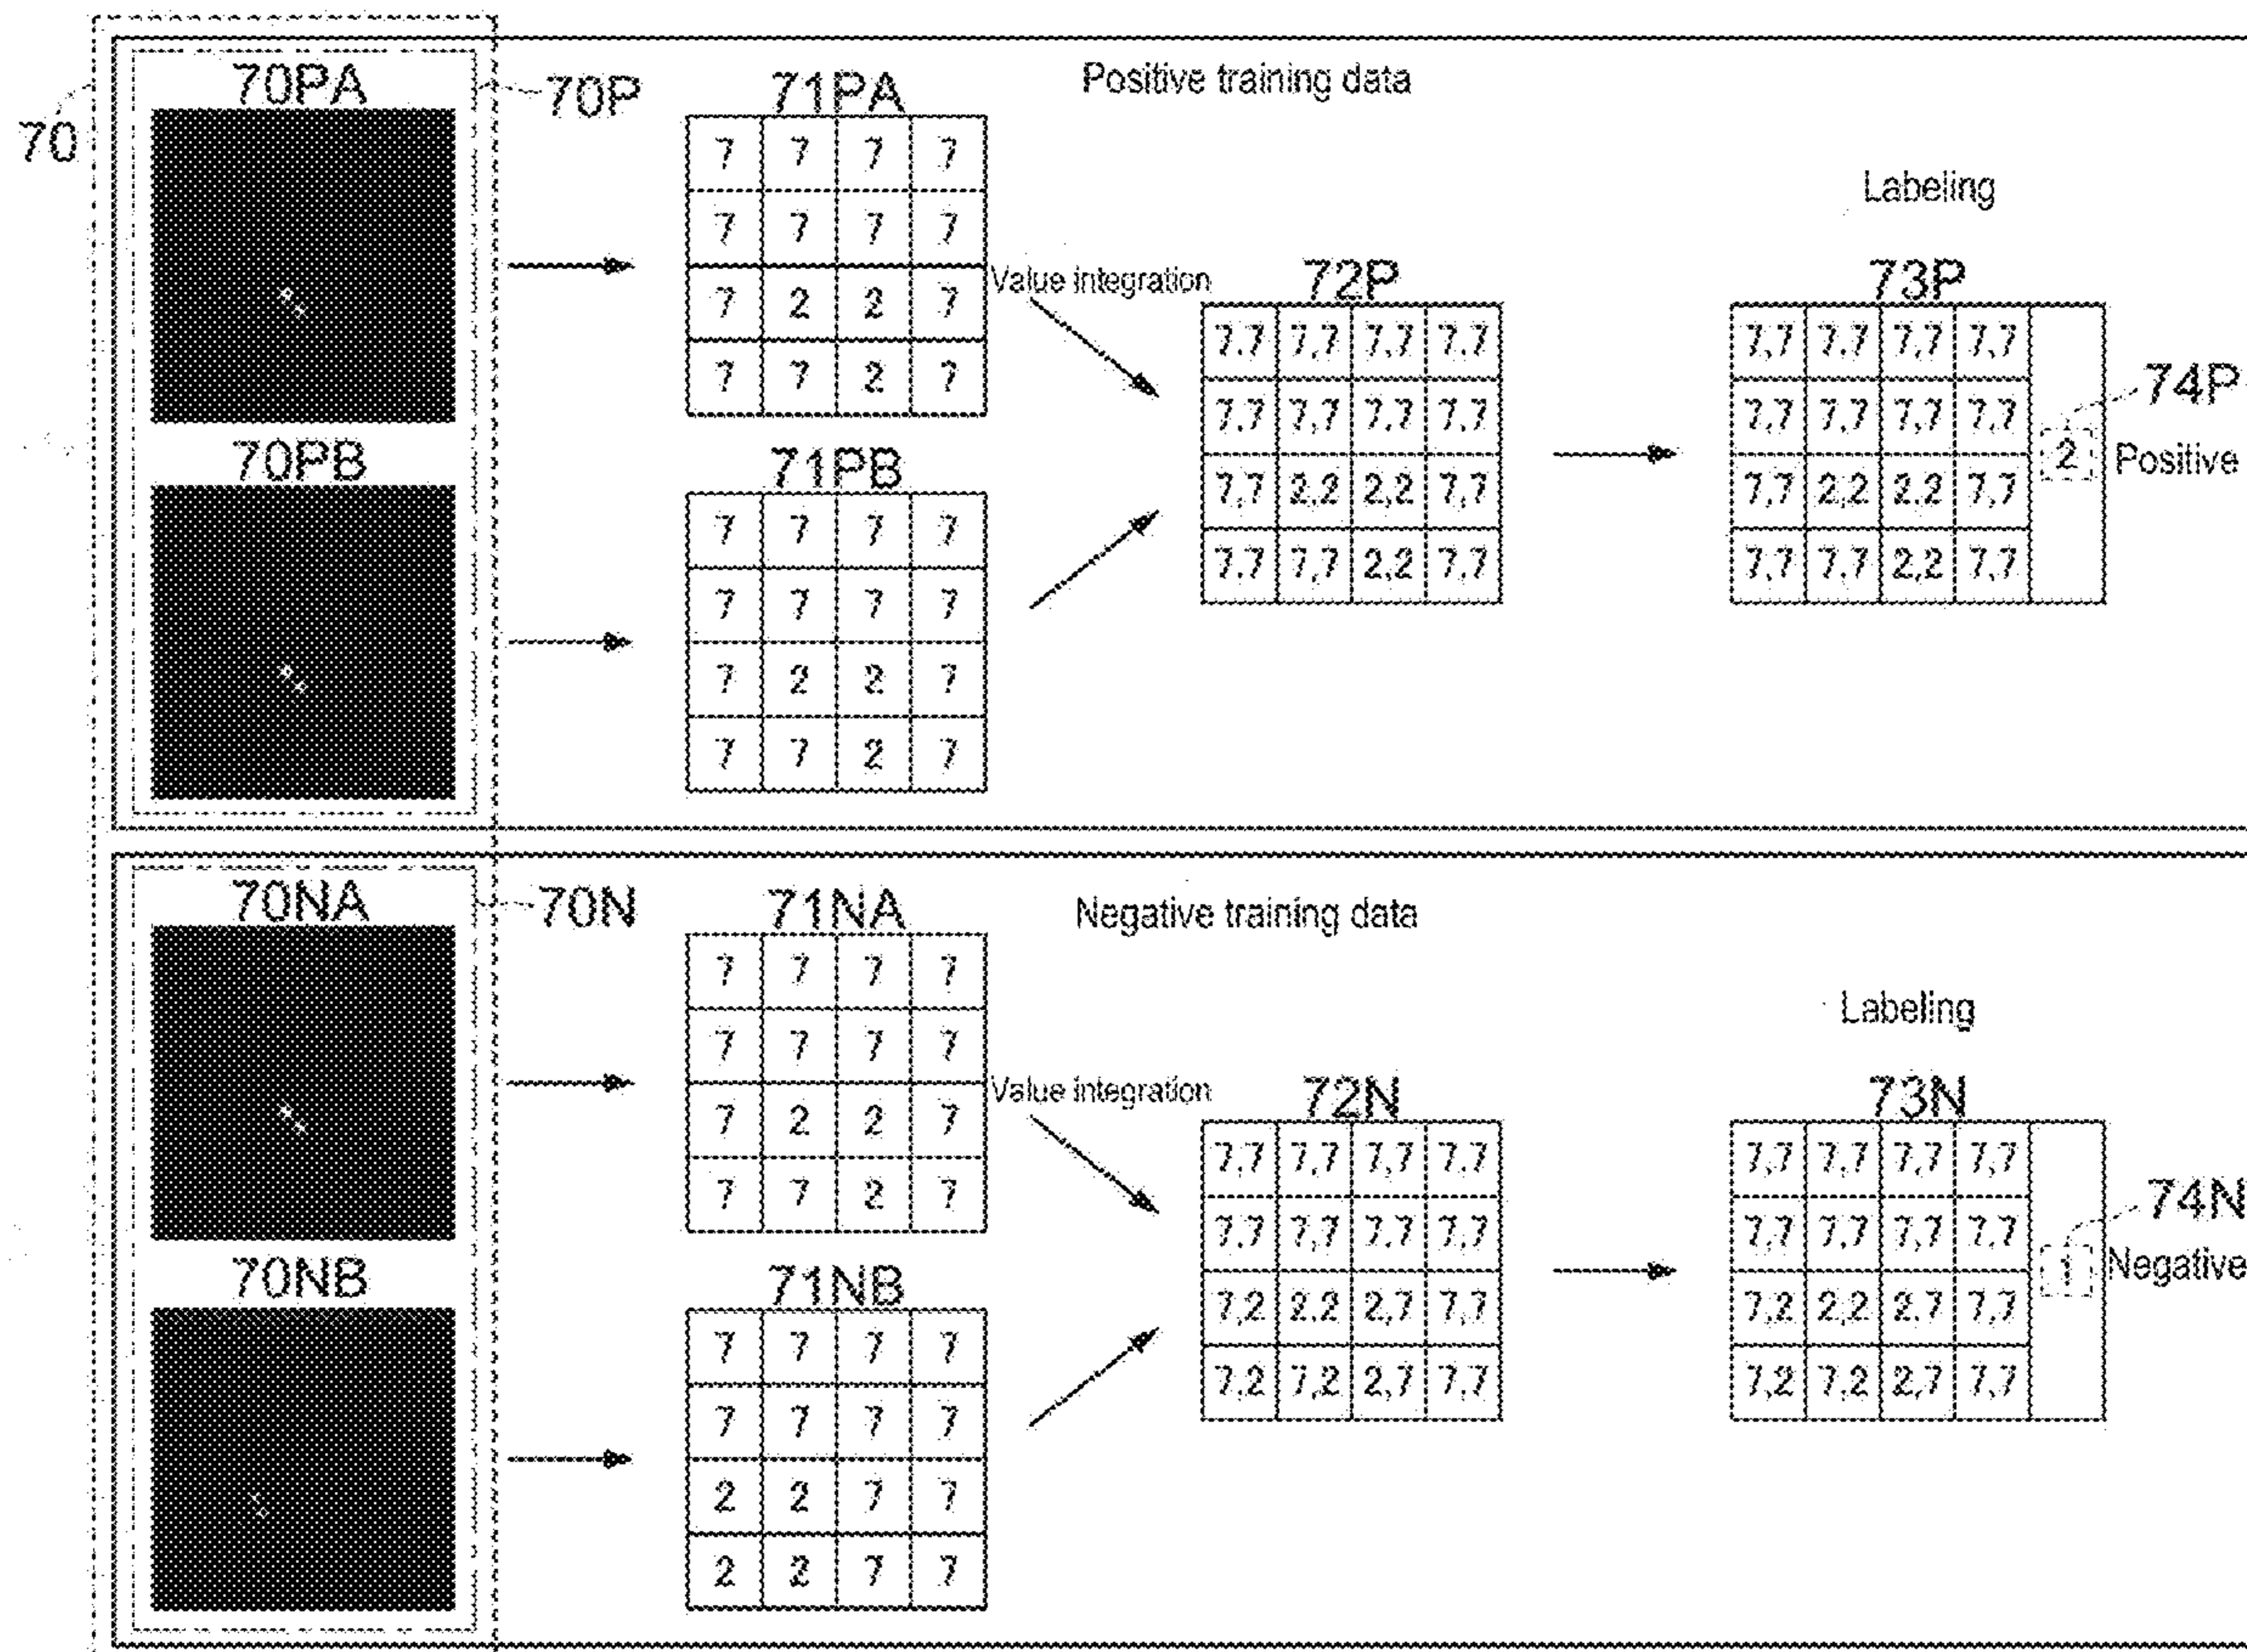 70
70PA
70P
71PA
Positive training data
7 7 7 7
7 7 7 7
7 2 2 7
7 7 2 7
Value integration
70PB
71PB
7 7 7 7
7 7 7 7
7 2 2 7
7 7 2 7
72P
7,7 7,7 7,7 7,7
7,7 7,7 7,7 7,7
7,7 2,2 2,2 7,7
7,7 7,7 2,2 7,7
Labeling
73P
7,7 7,7 7,7 7,7
7,7 7,7 7,7 7,7
7,7 2,2 2,2 7,7
7,7 7,7 2,2 7,7
74P
2 Positive
70NA
70N
71NA
Negative training data
7 7 7 7
7 7 7 7
7 2 2 7
7 7 2 7
Value integration
70NB
71NB
7 7 7 7
7 7 7 7
2 2 7 7
2 2 7 7
72N
7,7 7,7 7,7 7,7
7,7 7,7 7,7 7,7
7,2 2,2 2,7 7,7
7,2 7,2 2,7 7,7
Labeling
73N
7,7 7,7 7,7 7,7
7,7 7,7 7,7 7,7
7,2 2,2 2,7 7,7
7,2 7,2 2,7 7,7
74N
1 Negative